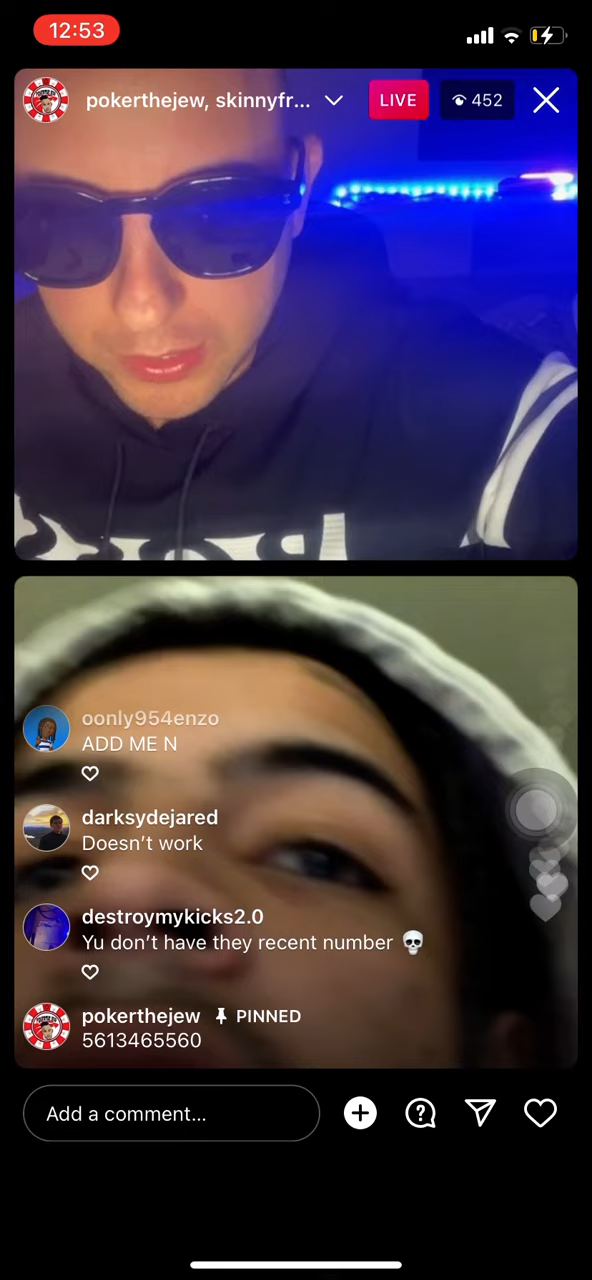 12:53
pokerthejew, skinnyfr...
LIVE
452
oonly954enzo
ADD ME N
darksydejared
Doesn't work
destroymykicks2.0
Yu don't have they recent number 💀
pokerthejew PINNED
5613465560
Add a comment...